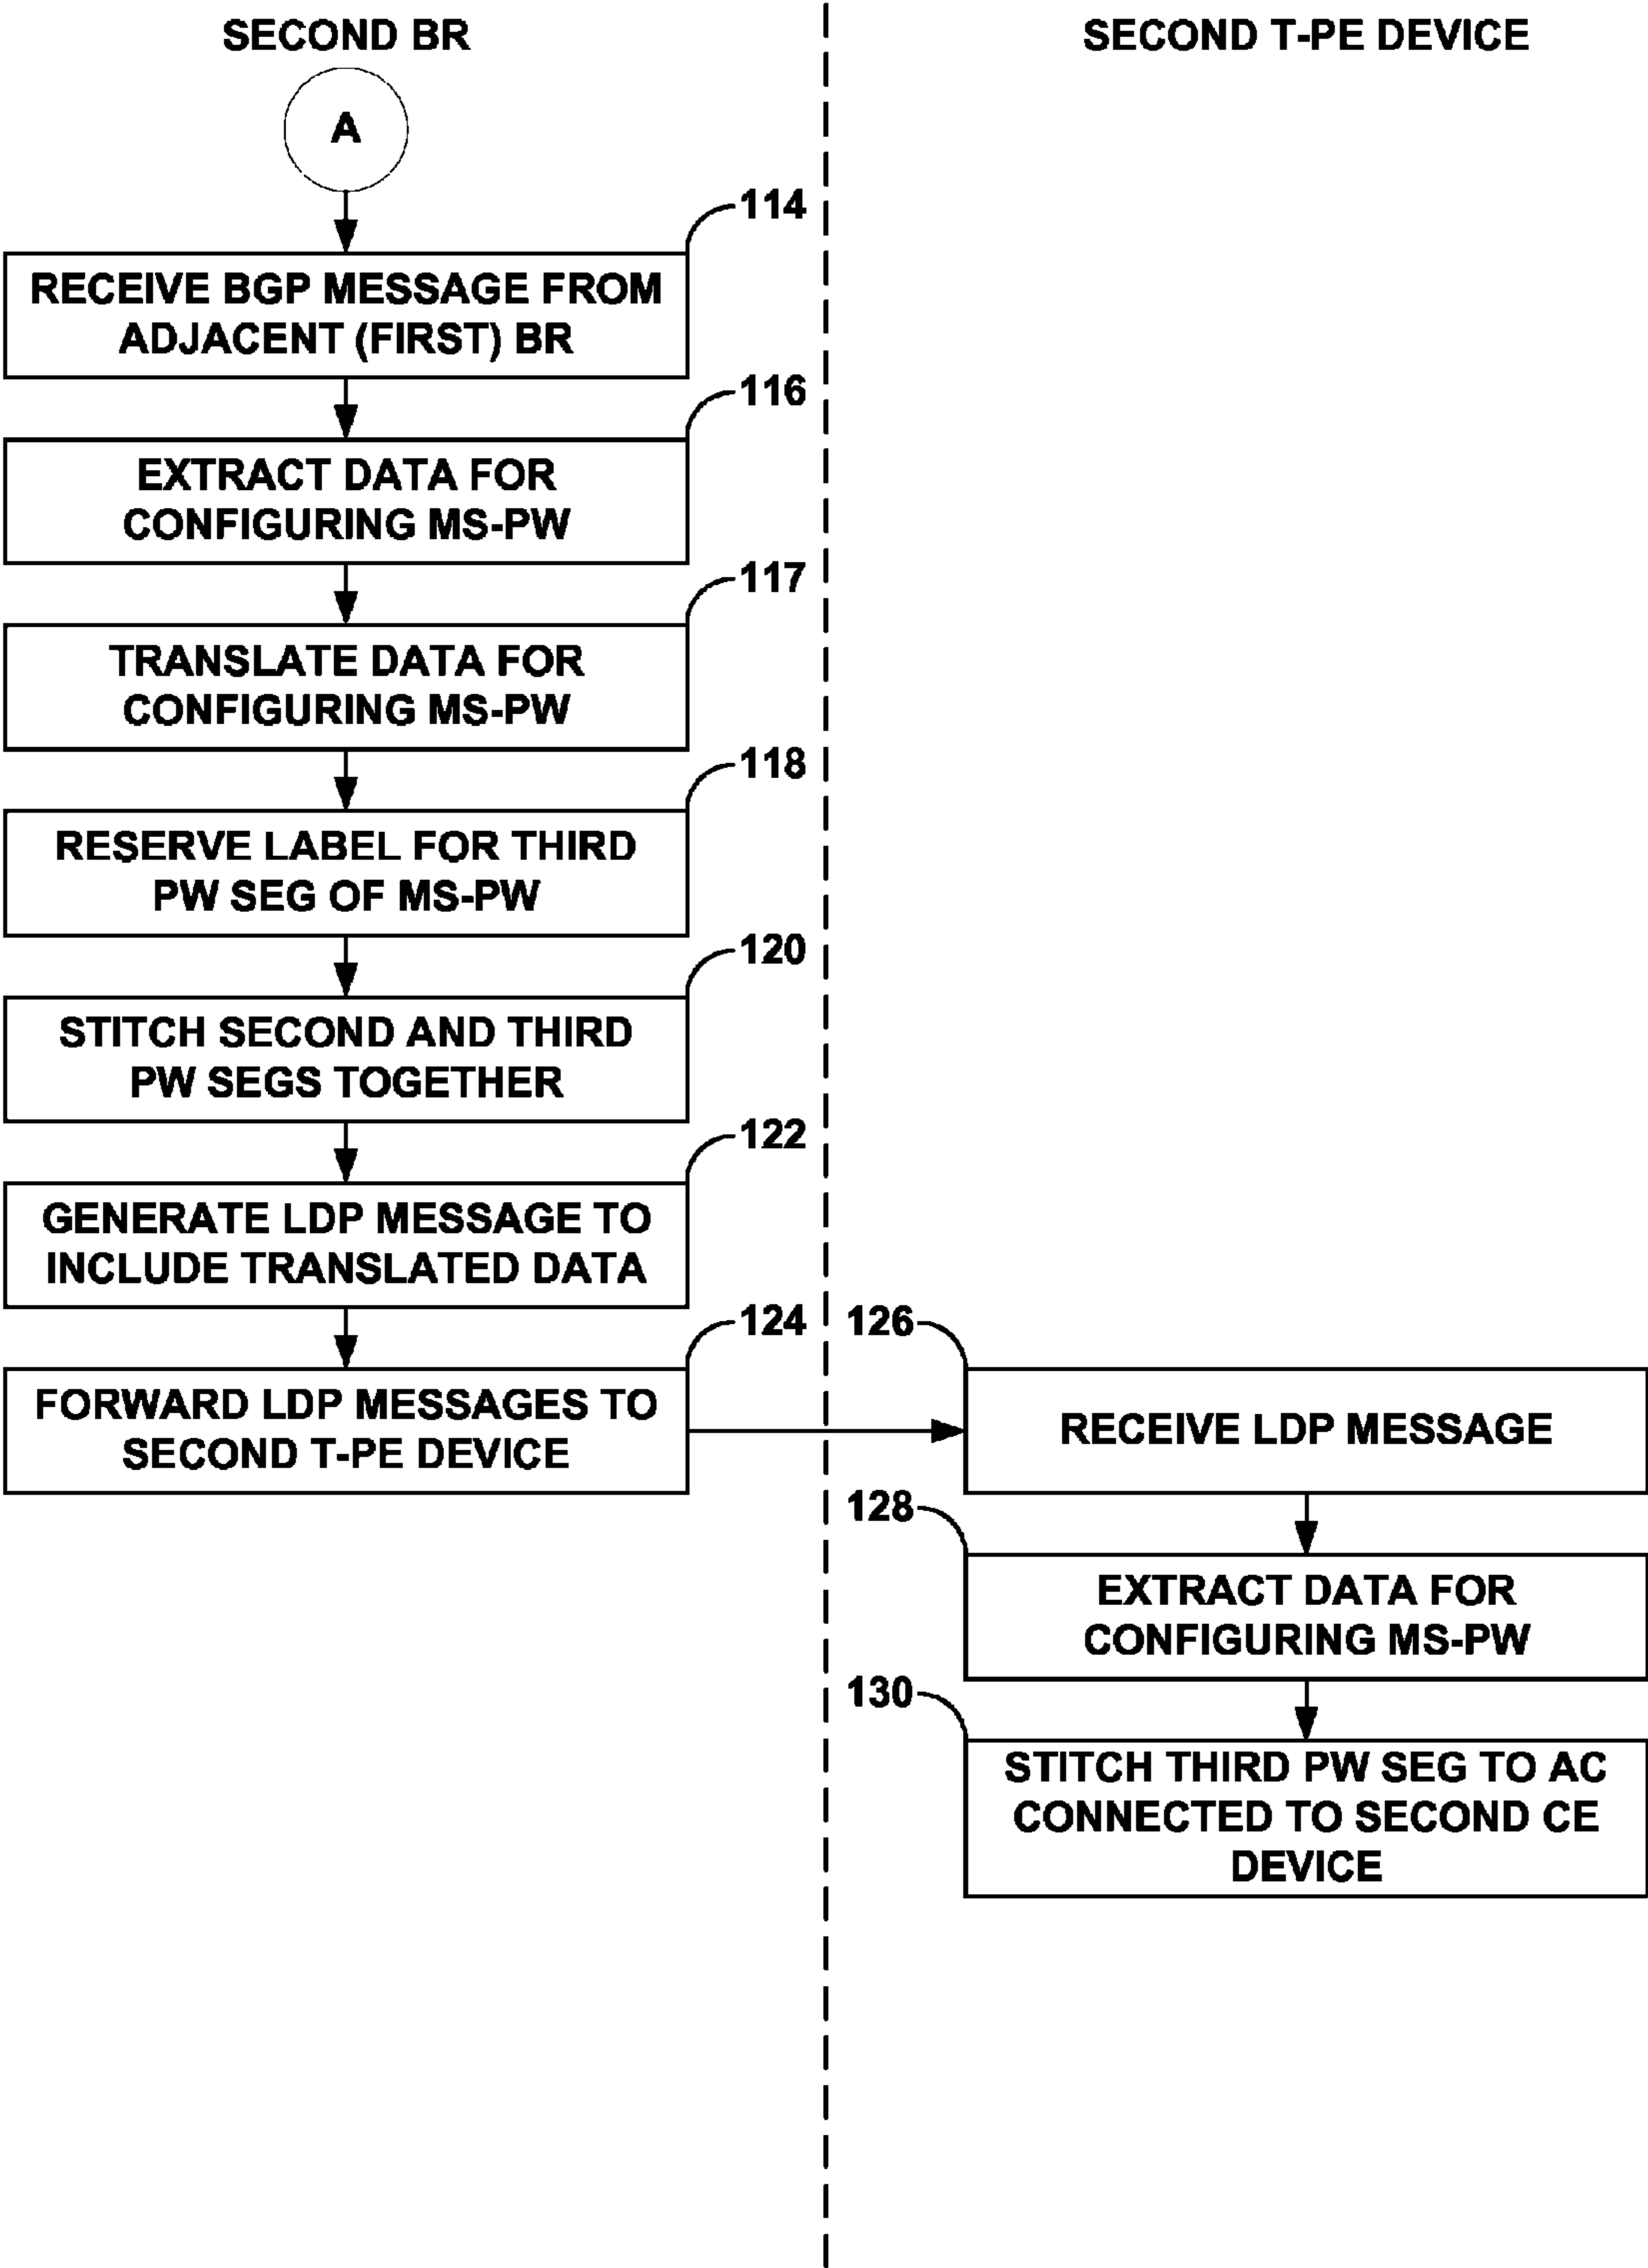 SECOND BR
A
114
RECEIVE BGP MESSAGE FROM
ADJACENT (FIRST) BR
116
EXTRACT DATA FOR
CONFIGURING MS-PW
117
TRANSLATE DATA FOR
CONFIGURING MS-PW
118
RESERVE LABEL FOR THIRD
PW SEG OF MS-PW
120
STITCH SECOND AND THIRD
PW SEGS TOGETHER
122
GENERATE LDP MESSAGE TO
INCLUDE TRANSLATED DATA
124
FORWARD LDP MESSAGES TO
SECOND T-PE DEVICE
SECOND T-PE DEVICE
126
RECEIVE LDP MESSAGE
128
EXTRACT DATA FOR
CONFIGURING MS-PW
130
STITCH THIRD PW SEG TO AC
CONNECTED TO SECOND CE
DEVICE